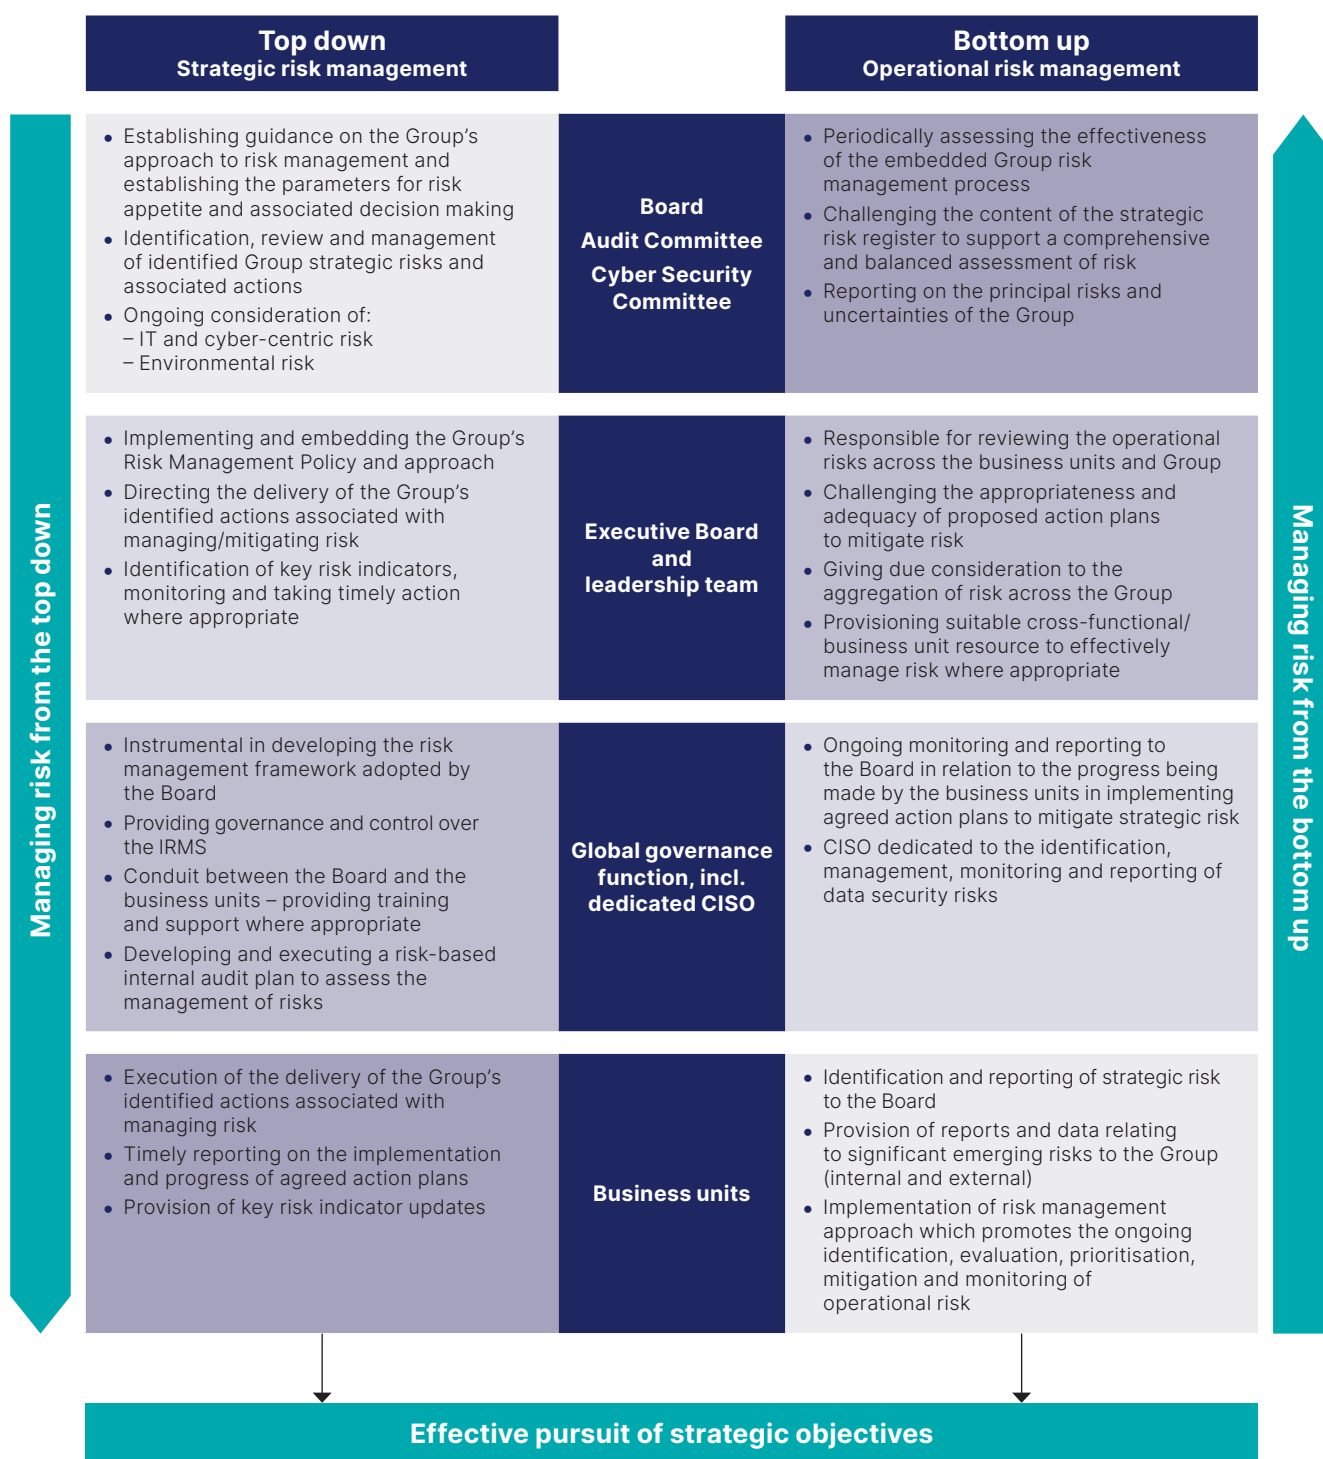 Top down
Strategic risk management
Bottom up
Operational risk management
Managing risk from the top down
• Establishing guidance on the Group’s
approach to risk management and
establishing the parameters for risk
appetite and associated decision making
• Identification, review and management
of identified Group strategic risks and
associated actions
• Ongoing consideration of:
– IT and cyber-centric risk
– Environmental risk
Board
Audit Committee
Cyber Security
Committee
• Periodically assessing the effectiveness
of the embedded Group risk
management process
• Challenging the content of the strategic
risk register to support a comprehensive
and balanced assessment of risk
• Reporting on the principal risks and
uncertainties of the Group
• Implementing and embedding the Group’s
Risk Management Policy and approach
• Directing the delivery of the Group’s
identified actions associated with
managing/mitigating risk
• Identification of key risk indicators,
monitoring and taking timely action
where appropriate
Executive Board
and
leadership team
• Responsible for reviewing the operational
risks across the business units and Group
• Challenging the appropriateness and
adequacy of proposed action plans
to mitigate risk
• Giving due consideration to the
aggregation of risk across the Group
• Provisioning suitable cross-functional/
business unit resource to effectively
manage risk where appropriate
• Instrumental in developing the risk
management framework adopted by
the Board
• Providing governance and control over
the IRMS
• Conduit between the Board and the
business units – providing training
and support where appropriate
• Developing and executing a risk-based
internal audit plan to assess the
management of risks
Global governance
function, incl.
dedicated CISO
• Ongoing monitoring and reporting to
the Board in relation to the progress being
made by the business units in implementing
agreed action plans to mitigate strategic risk
• CISO dedicated to the identification,
management, monitoring and reporting of
data security risks
• Execution of the delivery of the Group’s
identified actions associated with
managing risk
• Timely reporting on the implementation
and progress of agreed action plans
• Provision of key risk indicator updates
Business units
• Identification and reporting of strategic risk
to the Board
• Provision of reports and data relating
to significant emerging risks to the Group
(internal and external)
• Implementation of risk management
approach which promotes the ongoing
identification, evaluation, prioritisation,
mitigation and monitoring of
operational risk
Managing risk from the bottom up
Effective pursuit of strategic objectives